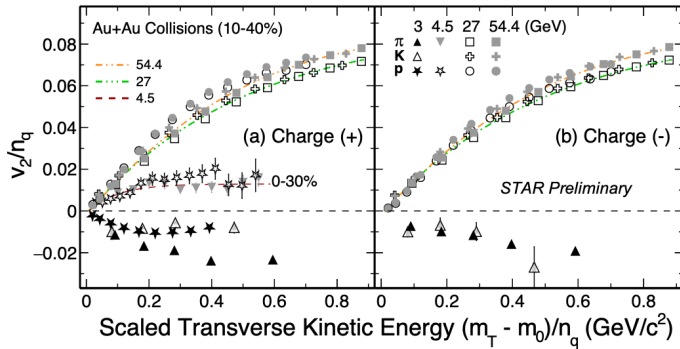 Au+Au Collisions (10-40%)
54.4
27
4.5
(a) Charge (+)
0-30%
3 4.5 27 54.4 (GeV)
π
K
p
(b) Charge (-)
STAR Preliminary
v₂/n_q
0.08
0.06
0.04
0.02
0
−0.02
0 0.2 0.4 0.6 0.8
0 0.2 0.4 0.6 0.8
Scaled Transverse Kinetic Energy (m_T - m₀)/n_q (GeV/c²)